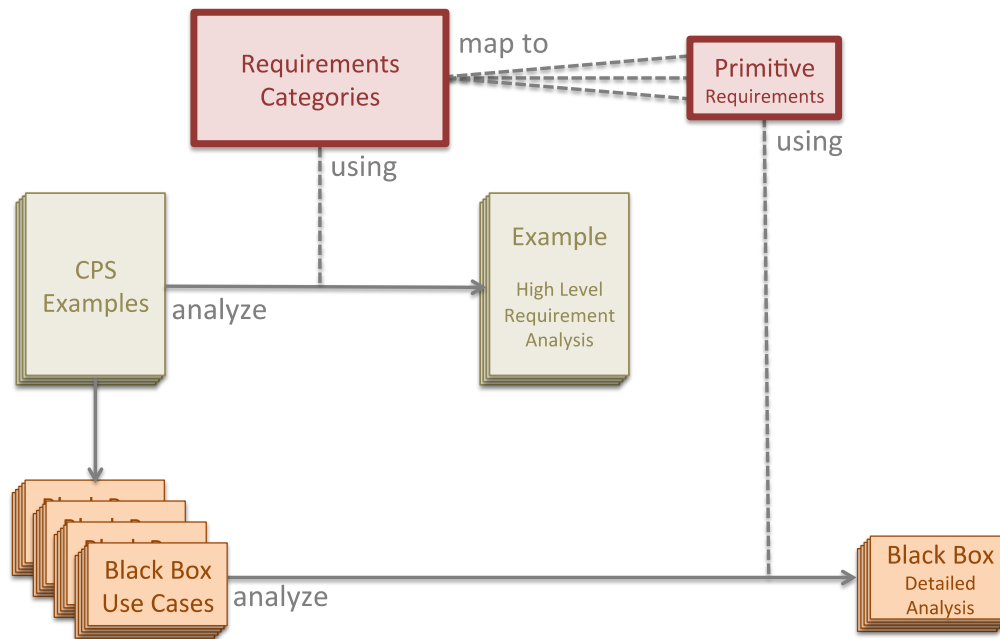 Requirements
Categories
map to
Primitive
Requirements
using
using
CPS
Examples
analyze
Example
High Level
Requirement
Analysis
Black Box
Use Cases
analyze
Black Box
Detailed
Analysis